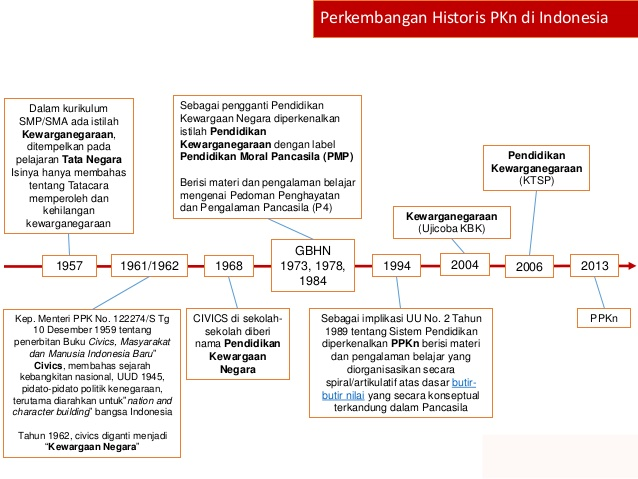 Perkembangan Historis PKn di Indonesia
Dalam kurikulum
SMP/SMA ada istilah
Kewarganegaraan,
ditempelkan pada
pelajaran Tata Negara
Isinya hanya membahas
tentang Tatacara
memperoleh dan
kehilangan
kewarganegaraan
Sebagai pengganti Pendidikan
Kewargaan Negara diperkenalkan
istilah Pendidikan
Kewarganegaraan dengan label
Pendidikan Moral Pancasila (PMP)
Berisi materi dan pengalaman belajar
mengenai Pedoman Penghayatan
dan Pengalaman Pancasila (P4)
Kewarganegaraan
(Ujicoba KBK)
Pendidikan
Kewarganegaraan
(KTSP)
1957
1961/1962
1968
GBHN
1973, 1978,
1984
1994
2004
2006
2013
Kep. Menteri PPK No. 122274/S Tg
10 Desember 1959 tentang
penerbitan Buku Civics, Masyarakat
dan Manusia Indonesia Baru”
Civics, membahas sejarah
kebangkitan nasional, UUD 1945,
pidato-pidato politik kenegaraan,
terutama diarahkan untuk”nation and
character building” bangsa Indonesia
Tahun 1962, civics diganti menjadi
“Kewargaan Negara”
CIVICS di sekolah-
sekolah diberi
nama Pendidikan
Kewargaan
Negara
Sebagai implikasi UU No. 2 Tahun
1989 tentang Sistem Pendidikan
diperkenalkan PPKn berisi materi
dan pengalaman belajar yang
diorganisasikan secara
spiral/artikulatif atas dasar butir-
butir nilai yang secara konseptual
terkandung dalam Pancasila
PPKn